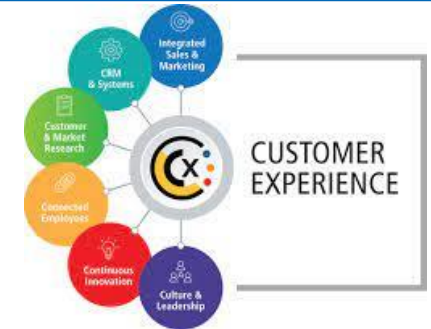 Integrated
Sales &
Marketing
CRM
& Systems
Customer
& Market
Research
Connected
Employees
Continuous
Innovation
Culture &
Leadership
CX
CUSTOMER
EXPERIENCE